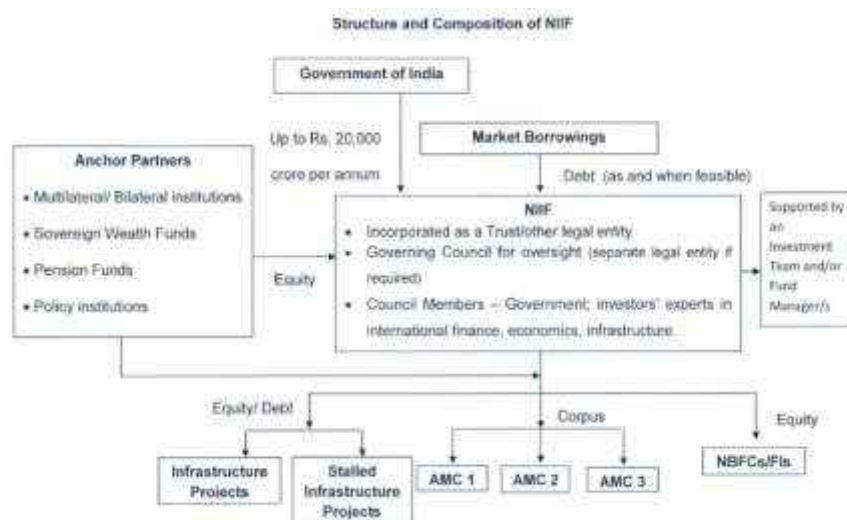 Structure and Composition of NIIF
Government of India
Up to Rs. 20,000
crore per annum
Market Borrowings
Debt (as and when feasible)
Anchor Partners
• Multilateral/ Bilateral institutions
• Sovereign Wealth Funds
• Pension Funds
• Policy institutions
Equity
NIIF
• Incorporated as a Trust/other legal entity
• Governing Council for oversight (separate legal entity if
required)
• Council Members – Government; investors' experts in
international finance, economics, infrastructure.
Supported by
an
Investment
Team and/or
Fund
Manager/s
Equity/ Debt
Corpus
Equity
Infrastructure
Projects
Stalled
Infrastructure
Projects
AMC 1
AMC 2
AMC 3
NBFCs/FIs